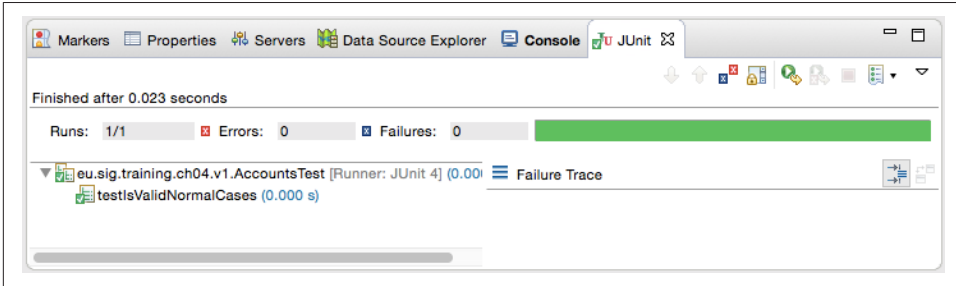 Markers Properties Servers Data Source Explorer Console JUnit
Finished after 0.023 seconds
Runs: 1/1 Errors: 0 Failures: 0
eu.sig.training.ch04.v1.AccountsTest [Runner: JUnit 4] (0.00 Failure Trace
testIsValidNormalCases (0.000 s)